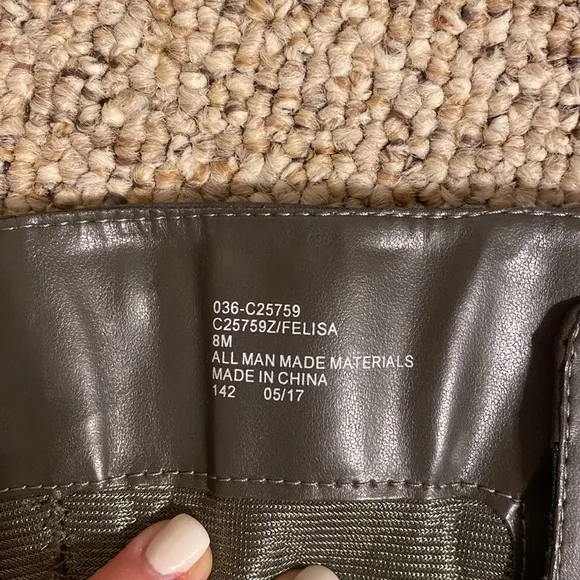 036-C25759
C25759Z/FELISA
8M
ALL MAN MADE MATERIALS
MADE IN CHINA
142 05/17